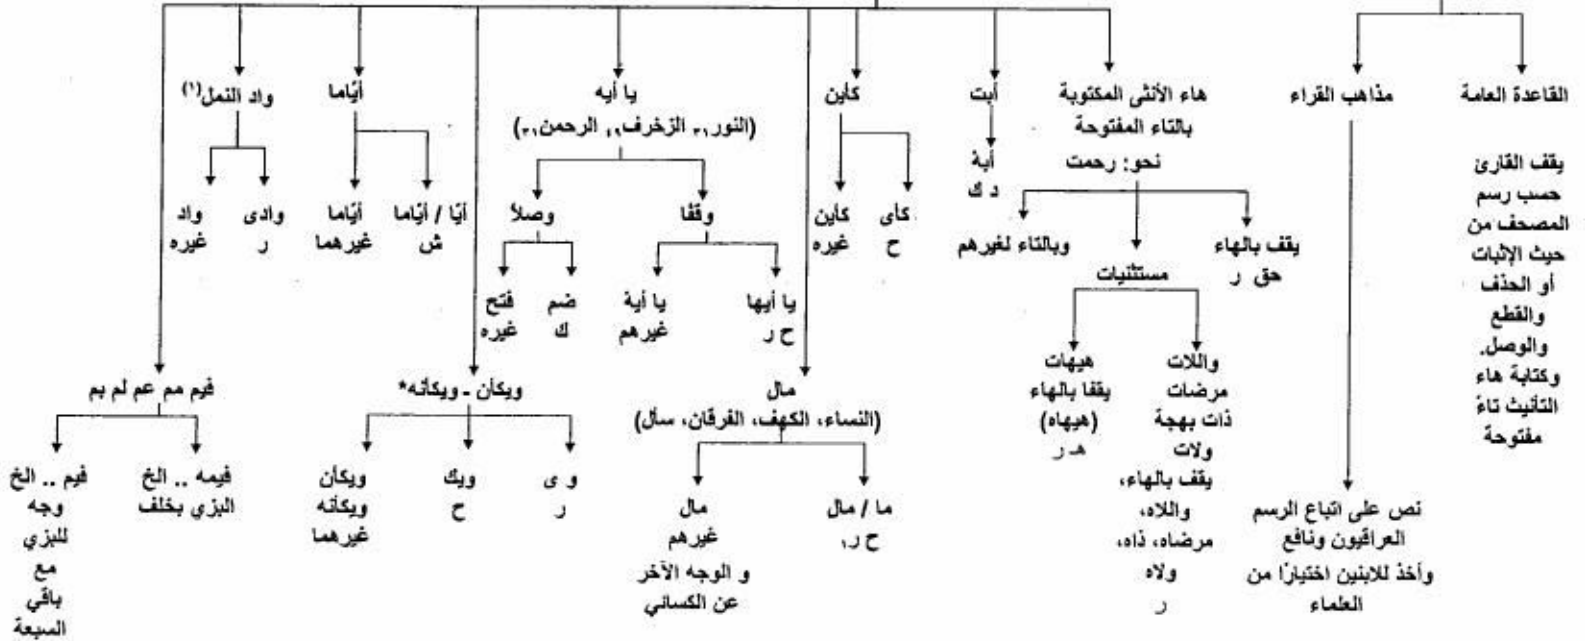 القاعدة العامة
يقف القارئ
حسب رسم
المصحف من
حيث الإثبات
أو الحذف
والقطع
والوصل.
وكتابة هاء
التأنيث تاءً
مفتوحة
مذاهب القراء
نص على اتباع الرسم
العراقيون ونافع
وأخذ للابنين اختيارًا من
العلماء
هاء الأنثى المكتوبة
بالتاء المفتوحة
نحو: رحمت
يقف بالهاء
حق ر
مستثنيات
واللات
مرضات
ذات بهجة
ولات
يقف بالهاء،
واللاه،
مرضاه، ذاه،
ولاه
ر
هيهات
يقفا بالهاء
(هيهاه)
هـ ر
وبالتاء لغيرهم
أبت
أبة
د ك
كأين
كأى
ح
كأين
غيره
مال
(النساء، الكهف، الفرقان، سأل)
ما / مال
ح ر،
مال
غيرهم
و الوجه الآخر
عن الكسائي
يا أيه
(النور٣١، الزخرف، الرحمن)
وقفًا
يا أيها
ح ر
يا أية
غيرهم
وصلاً
ضم
ك
فتح
غيره
ويكأن ـ ويكأنه*
و ى
ر
ويك
ح
ويكأن
ويكأنه
غيرهما
أيّاما
أيّا / أيّاما
ش
أيّاما
غيرهما
واد النمل(١)
وادى
ر
واد
غيره
فيم مم عم لم بم
فيمه .. الخ
البزي بخلف
فيم .. الخ
وجه
للبزي
مع
باقي
السبعة